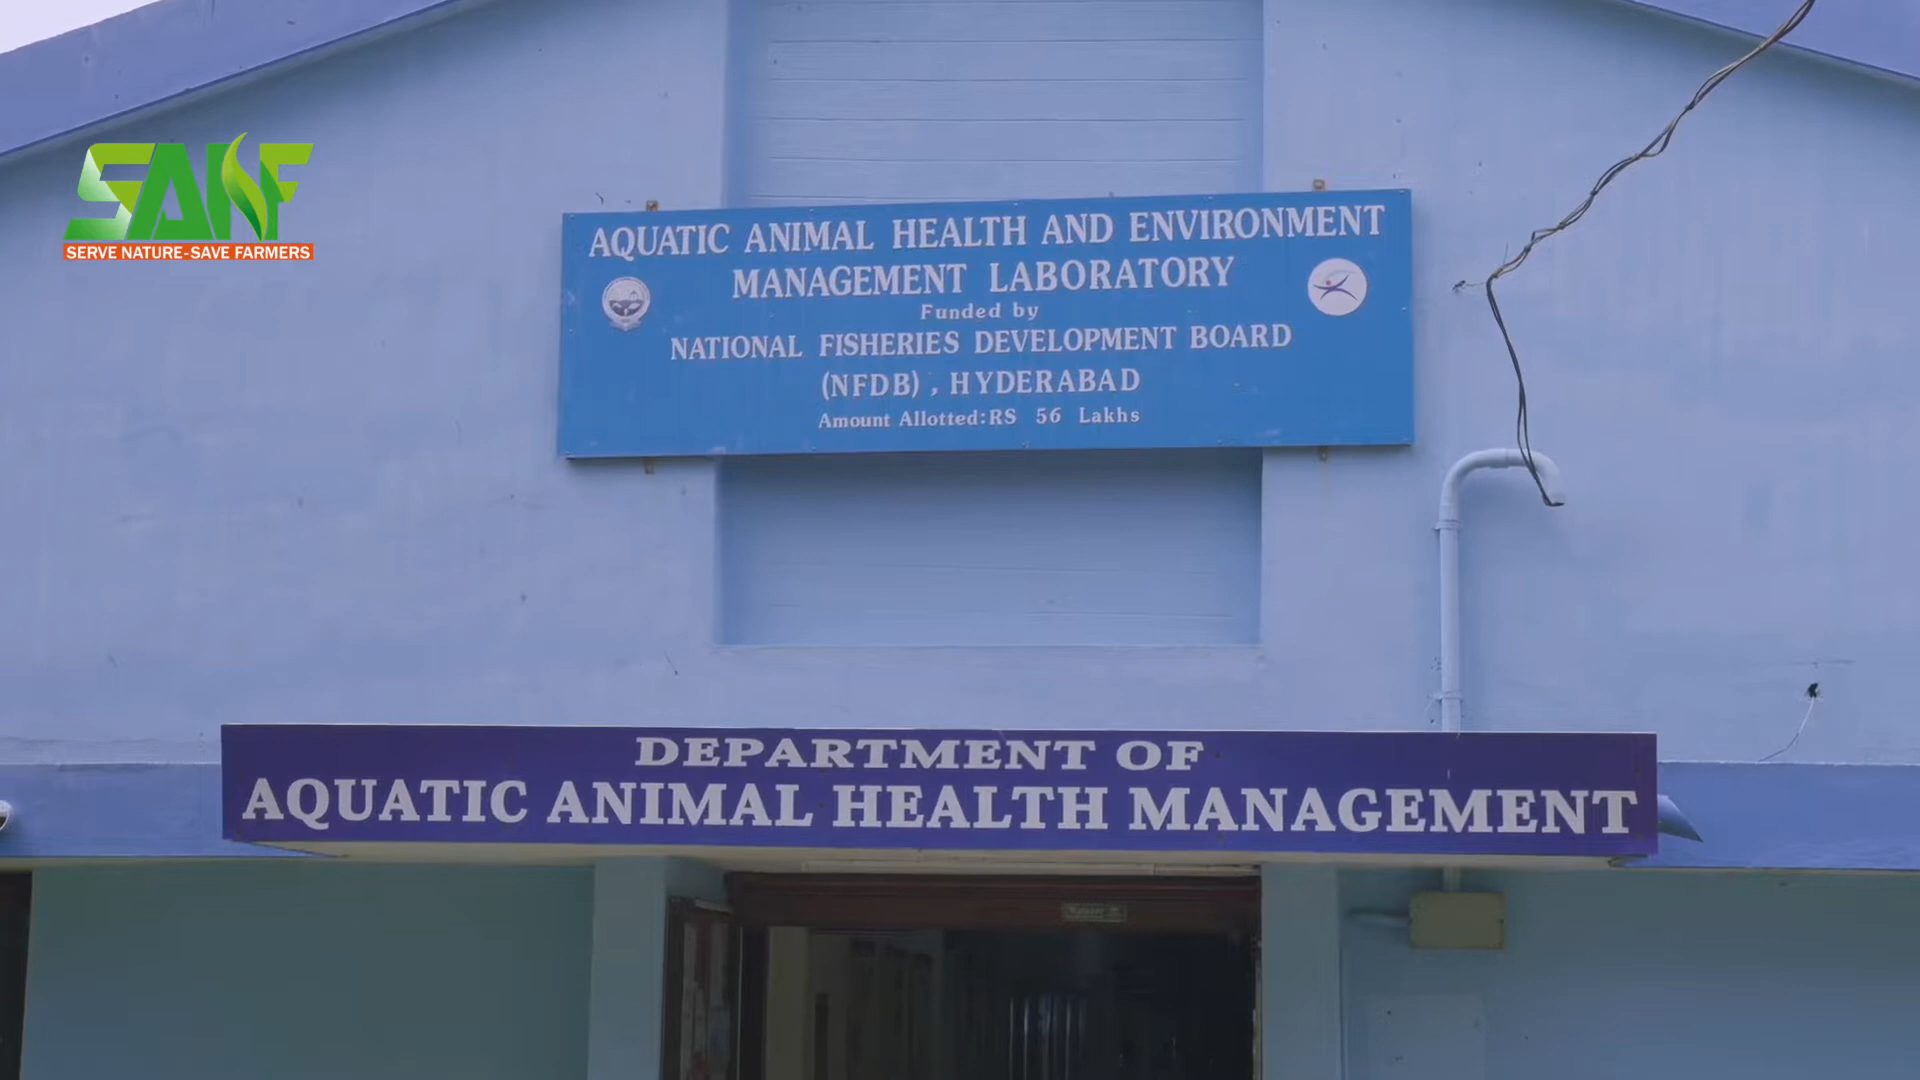 SANF
SERVE NATURE-SAVE FARMERS
AQUATIC ANIMAL HEALTH AND ENVIRONMENT
MANAGEMENT LABORATORY
Funded by
NATIONAL FISHERIES DEVELOPMENT BOARD
(NFDB), HYDERABAD
Amount Allotted:RS 56 Lakhs
DEPARTMENT OF
AQUATIC ANIMAL HEALTH MANAGEMENT